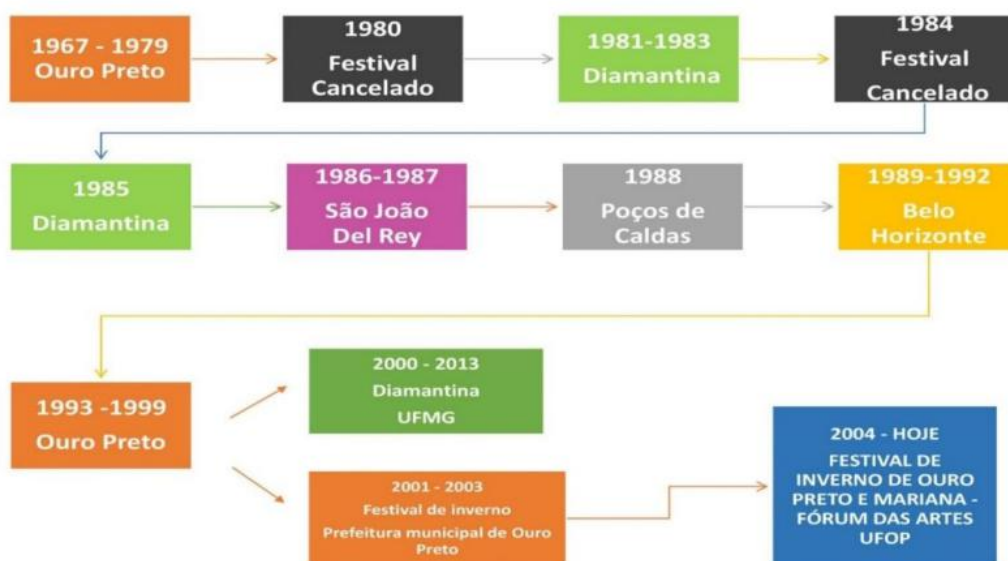 1967 - 1979
Ouro Preto
1980
Festival
Cancelado
1981-1983
Diamantina
1984
Festival
Cancelado
1985
Diamantina
1986-1987
São João
Del Rey
1988
Poços de
Caldas
1989-1992
Belo
Horizonte
1993 -1999
Ouro Preto
2000 - 2013
Diamantina
UFMG
2001 - 2003
Festival de inverno
Prefeitura municipal de Ouro
Preto
2004 - HOJE
FESTIVAL DE
INVERNO DE OURO
PRETO E MARIANA -
FÓRUM DAS ARTES
UFOP